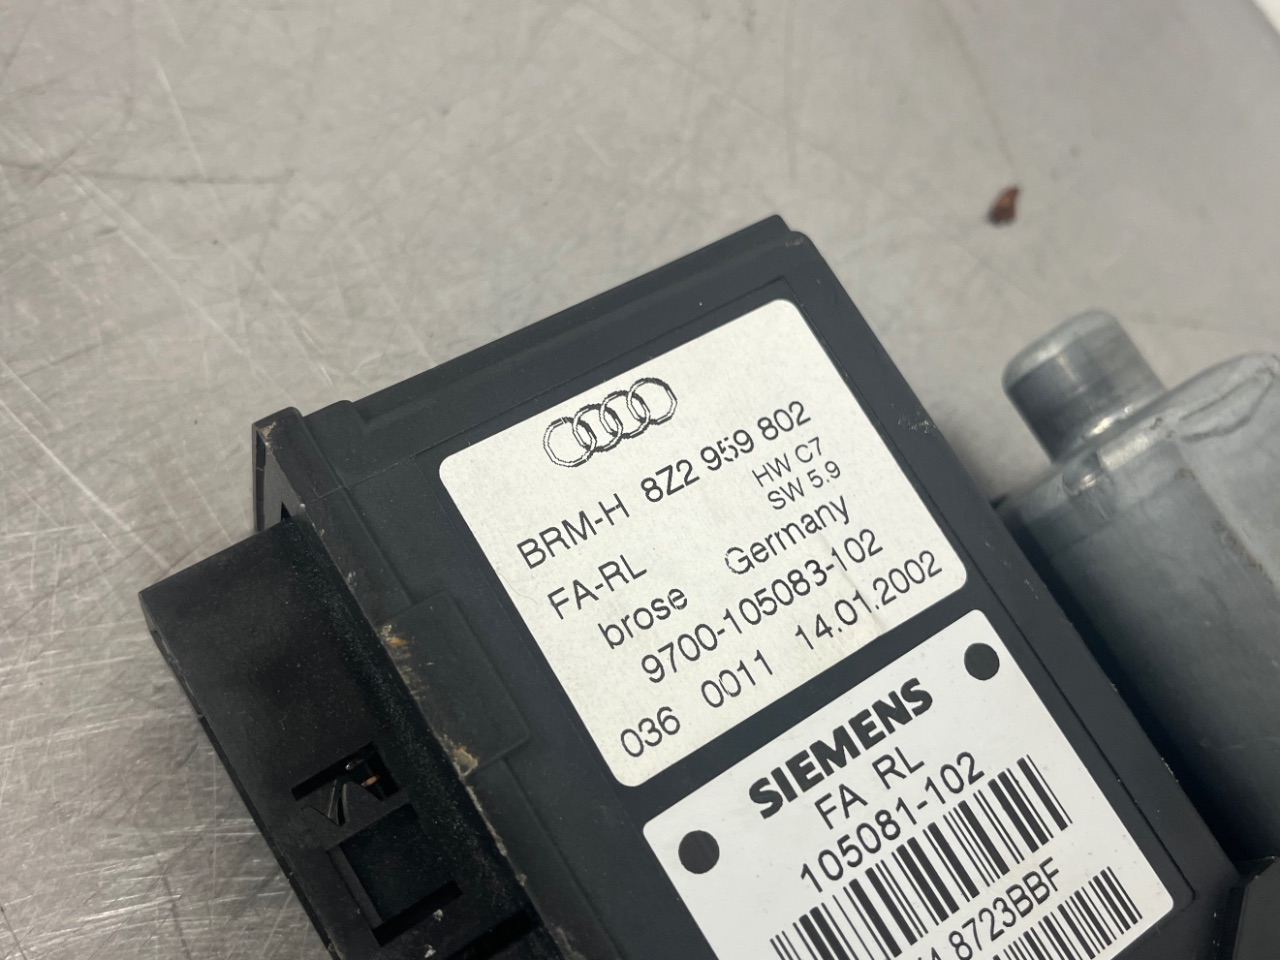 BRM-H 8Z2 959 802
HW C7
FA-RL SW 5.9
brose Germany
9700-105083-102
036 0011 14.01.2002
SIEMENS
FA RL
105081-102
8723BBF